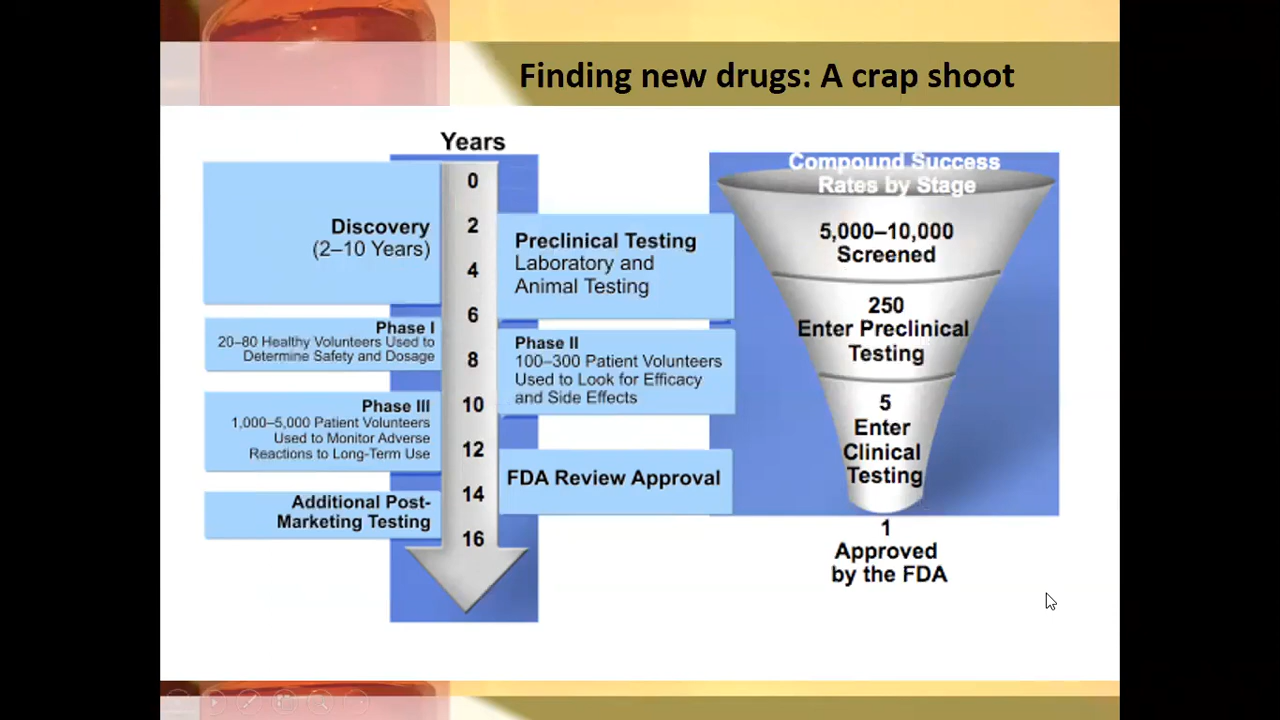 Finding new drugs: A crap shoot
Years
0
2
4
6
8
10
12
14
16
Discovery
(2–10 Years)
Preclinical Testing
Laboratory and
Animal Testing
Phase I
20–80 Healthy Volunteers Used to
Determine Safety and Dosage
Phase II
100–300 Patient Volunteers
Used to Look for Efficacy
and Side Effects
Phase III
1,000–5,000 Patient Volunteers
Used to Monitor Adverse
Reactions to Long-Term Use
FDA Review Approval
Additional Post-
Marketing Testing
Compound Success
Rates by Stage
5,000–10,000
Screened
250
Enter Preclinical
Testing
5
Enter
Clinical
Testing
1
Approved
by the FDA